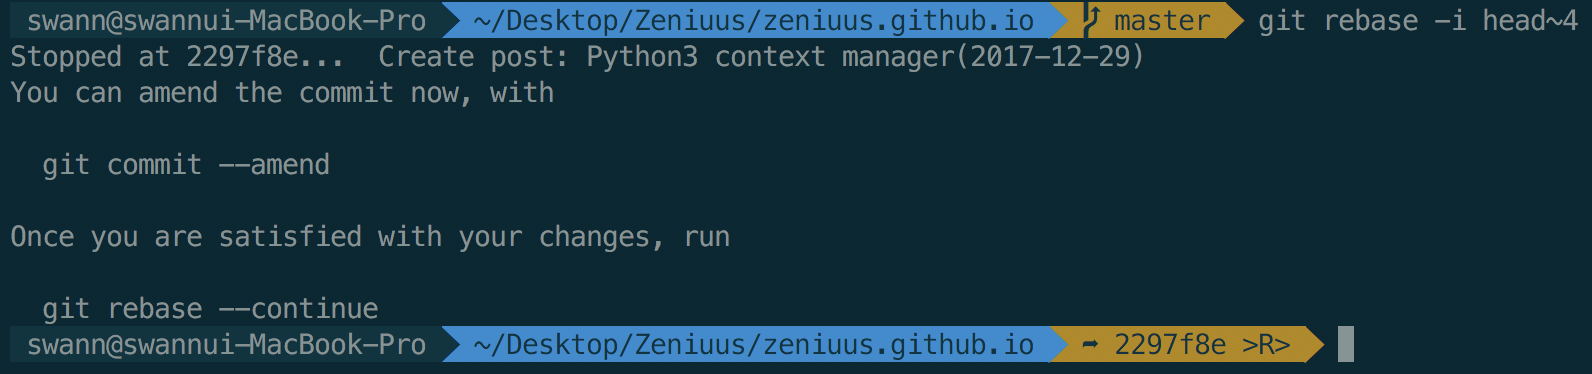 swann@swannui-MacBook-Pro ~/Desktop/Zeniuus/zeniuus.github.io master git rebase -i head~4
Stopped at 2297f8e... Create post: Python3 context manager(2017-12-29)
You can amend the commit now, with
git commit --amend
Once you are satisfied with your changes, run
git rebase --continue
swann@swannui-MacBook-Pro ~/Desktop/Zeniuus/zeniuus.github.io ➦ 2297f8e >R>